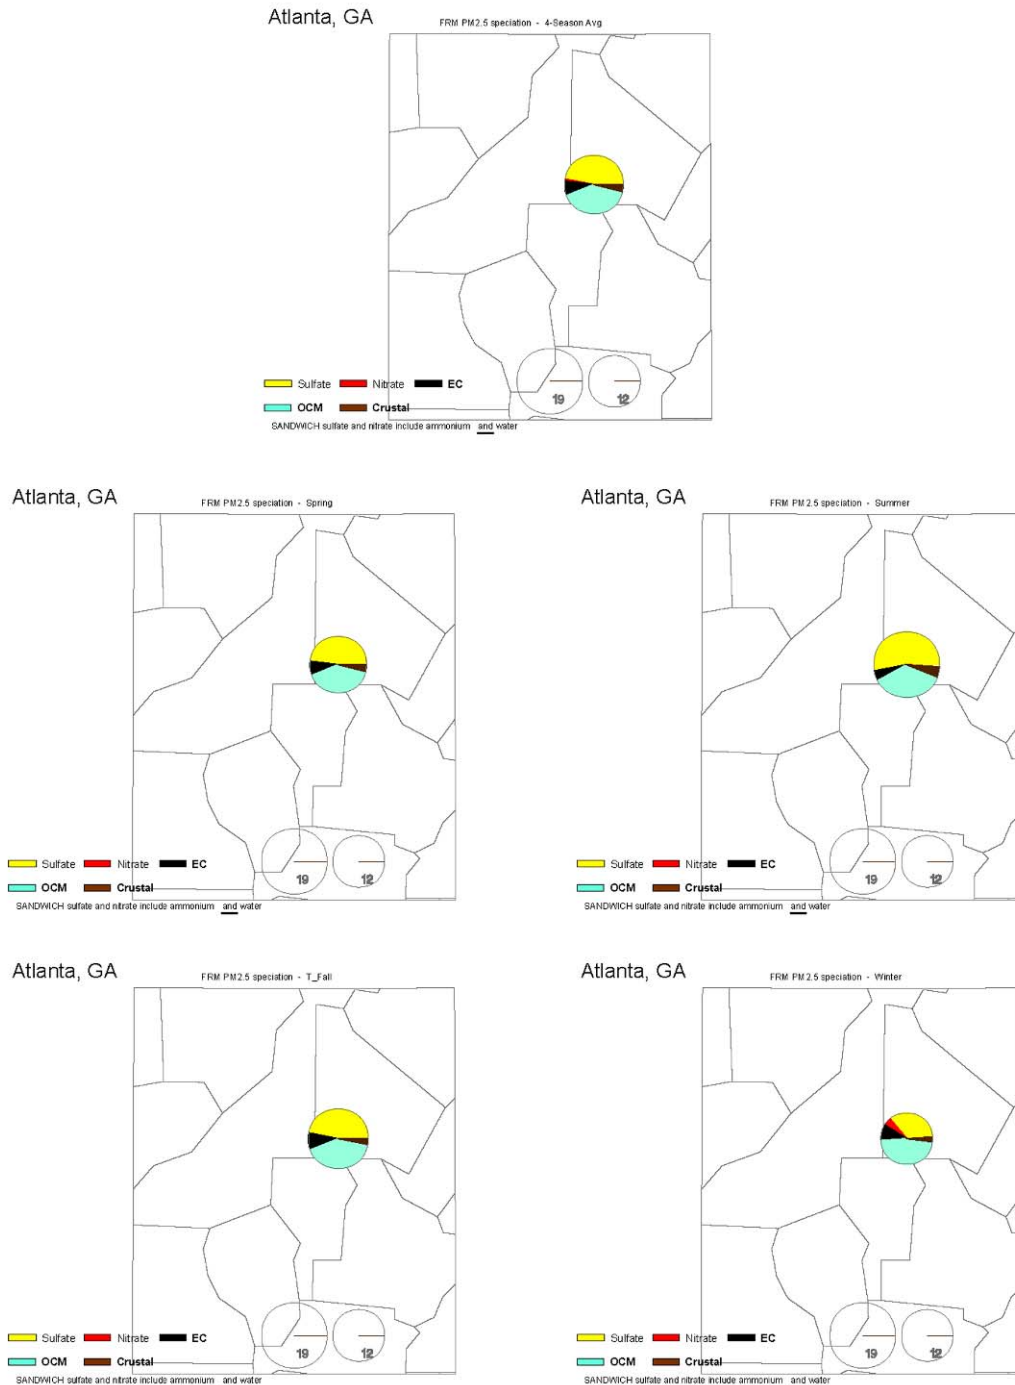 Atlanta, GA
FRM PM2.5 speciation - 4-Season Avg
19 12
Sulfate Nitrate EC
OCM Crustal
SANDWICH sulfate and nitrate include ammonium and water
Atlanta, GA
FRM PM2.5 speciation - Spring
19 12
Sulfate Nitrate EC
OCM Crustal
SANDWICH sulfate and nitrate include ammonium and water
Atlanta, GA
FRM PM2.5 speciation - Summer
19 12
Sulfate Nitrate EC
OCM Crustal
SANDWICH sulfate and nitrate include ammonium and water
Atlanta, GA
FRM PM2.5 speciation - T_Fall
19 12
Sulfate Nitrate EC
OCM Crustal
SANDWICH sulfate and nitrate include ammonium and water
Atlanta, GA
FRM PM2.5 speciation - Winter
19 12
Sulfate Nitrate EC
OCM Crustal
SANDWICH sulfate and nitrate include ammonium and water